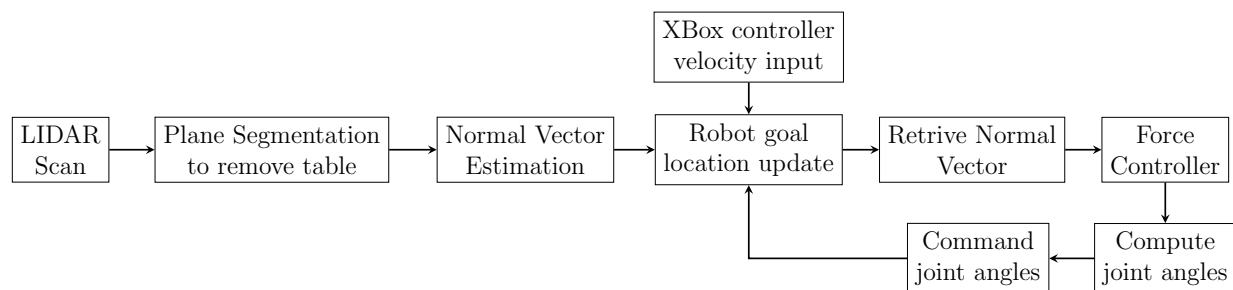 XBox controller
velocity input
LIDAR
Scan
Plane Segmentation
to remove table
Normal Vector
Estimation
Robot goal
location update
Retrive Normal
Vector
Force
Controller
Command
joint angles
Compute
joint angles